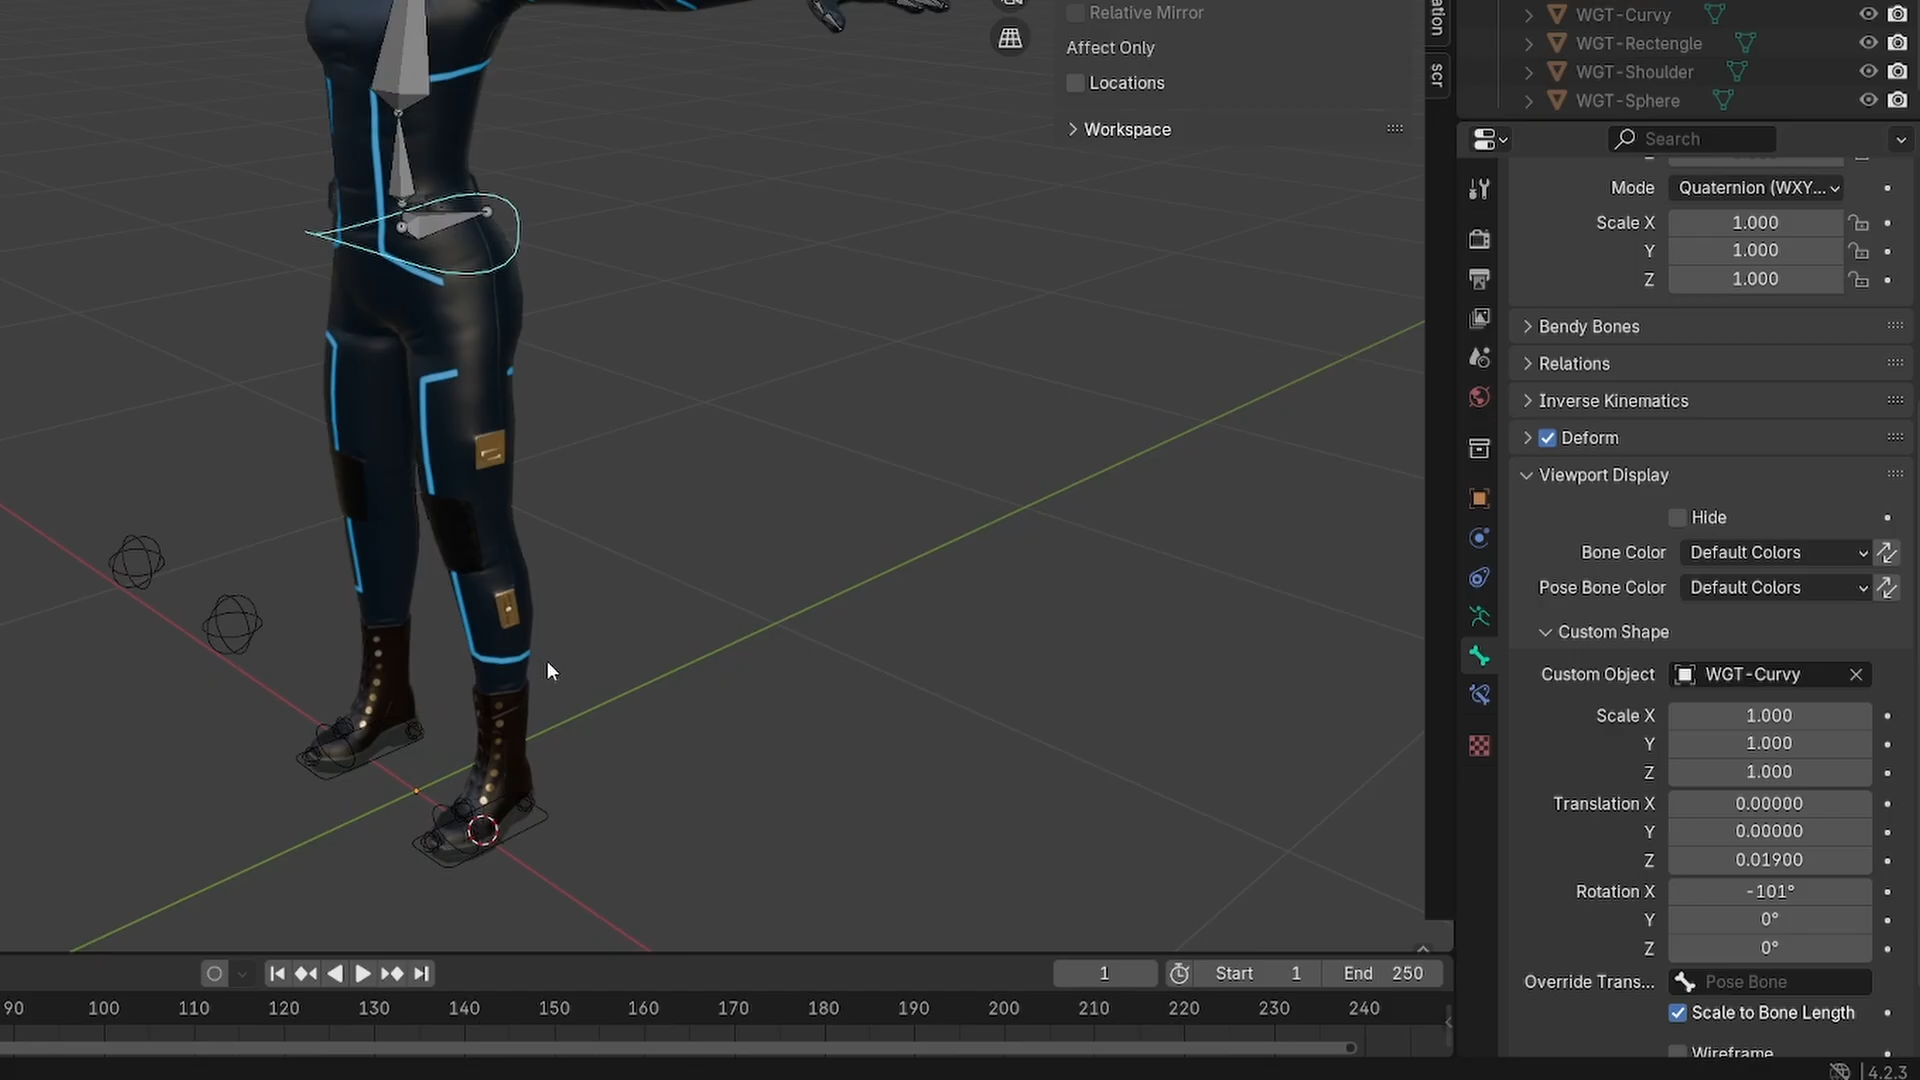 Relative Mirror
Affect Only
Locations
Workspace
scr
WGT-Curvy
WGT-Rectengle
WGT-Shoulder
WGT-Sphere
Search
Mode Quaternion (WXY...
Scale X 1.000
Y 1.000
Z 1.000
Bendy Bones
Relations
Inverse Kinematics
Deform
Viewport Display
Hide
Bone Color Default Colors
Pose Bone Color Default Colors
Custom Shape
Custom Object WGT-Curvy
Scale X 1.000
Y 1.000
Z 1.000
Translation X 0.00000
Y 0.00000
Z 0.01900
Rotation X -101°
Y 0°
Z 0°
Override Trans... Pose Bone
Scale to Bone Length
Wireframe
1 Start 1 End 250
90 100 110 120 130 140 150 160 170 180 190 200 210 220 230 240
4.2.3